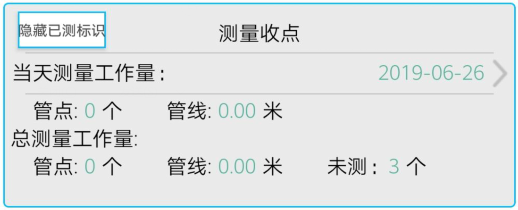 隐藏已测标识
测量收点
当天测量工作量: 2019-06-26
管点: 0 个 管线: 0.00 米
总测量工作量:
管点: 0 个 管线: 0.00 米 未测: 3 个